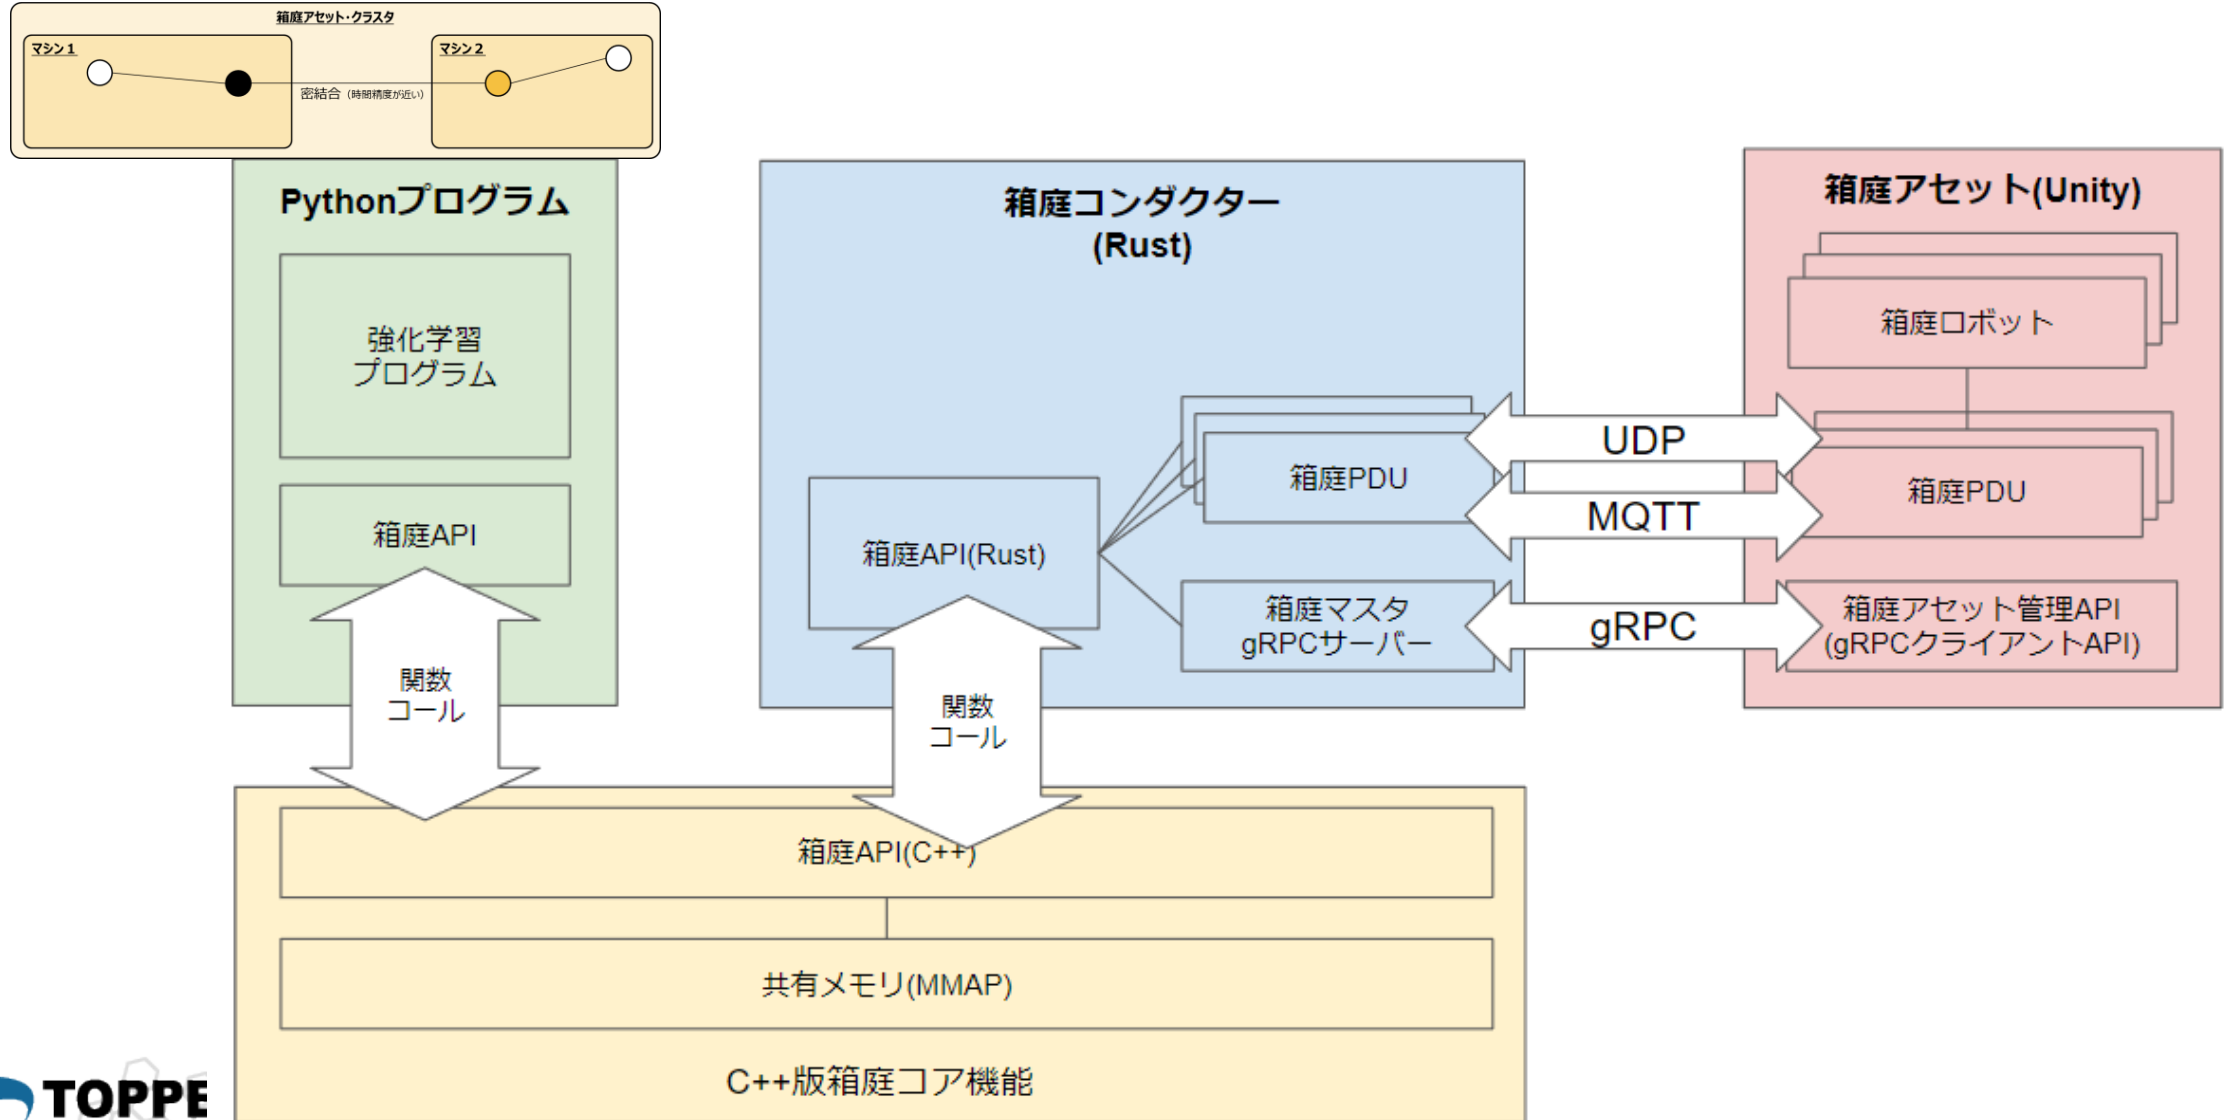 箱庭アセット・クラスタ
マシン1
マシン2
密結合（時間精度が近い）
Pythonプログラム
強化学習
プログラム
箱庭API
関数
コール
箱庭コンダクター
(Rust)
箱庭API(Rust)
箱庭PDU
箱庭マスタ
gRPCサーバー
関数
コール
UDP
MQTT
gRPC
箱庭アセット(Unity)
箱庭ロボット
箱庭PDU
箱庭アセット管理API
(gRPCクライアントAPI)
箱庭API(C++)
共有メモリ(MMAP)
C++版箱庭コア機能
TOPPE